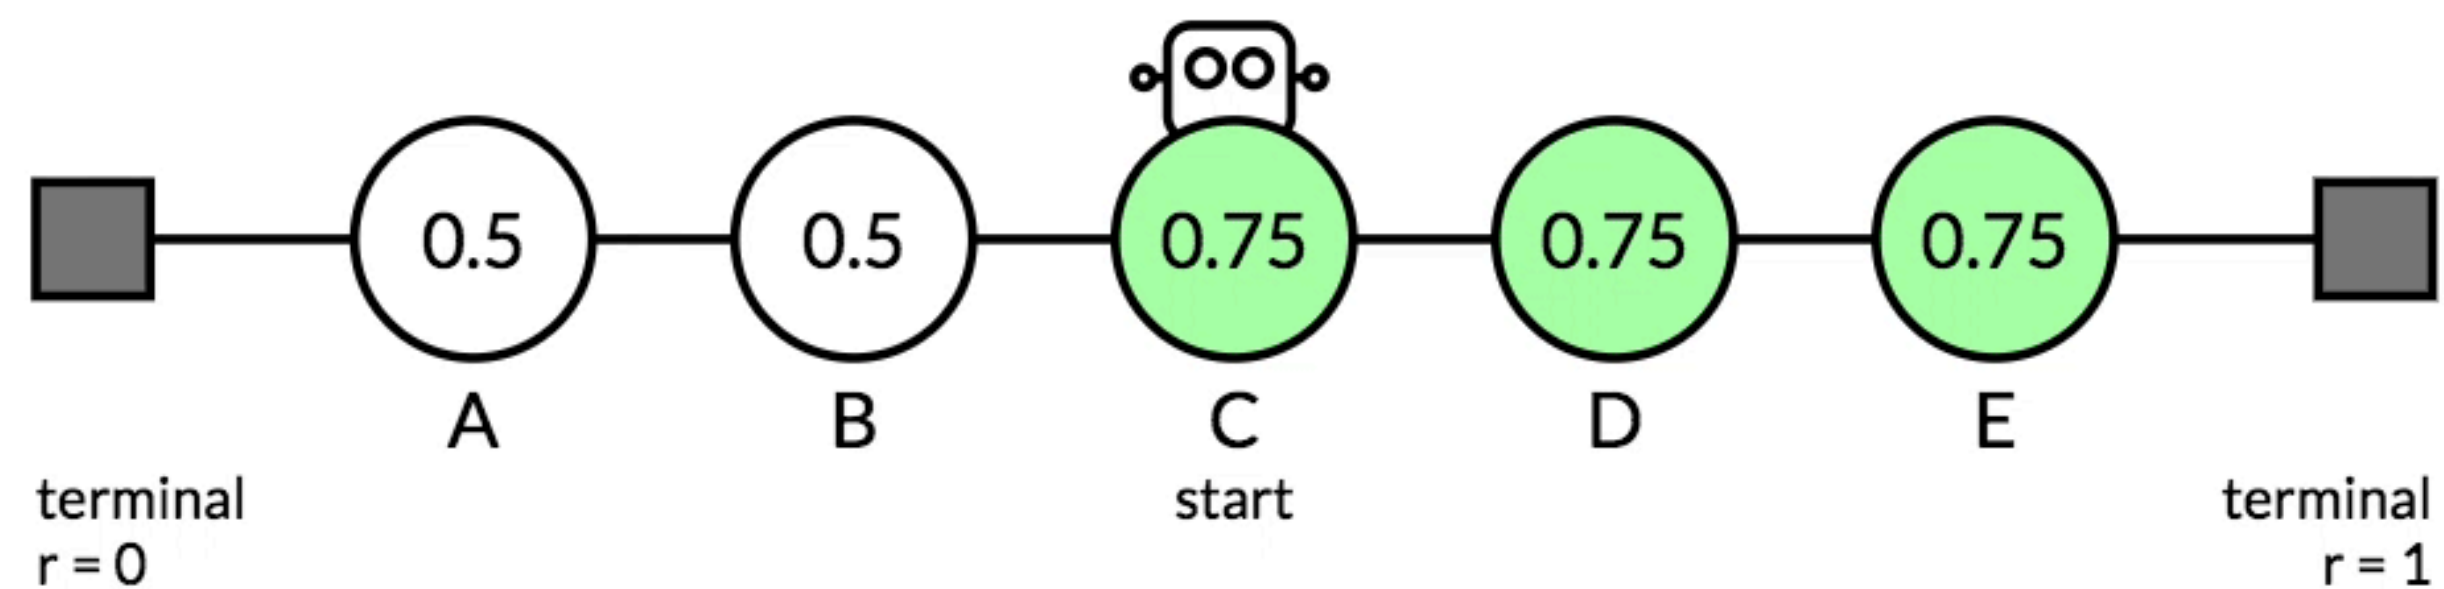 0.5 0.5 0.75 0.75 0.75
A B C D E
terminal start terminal
r = 0 r = 1